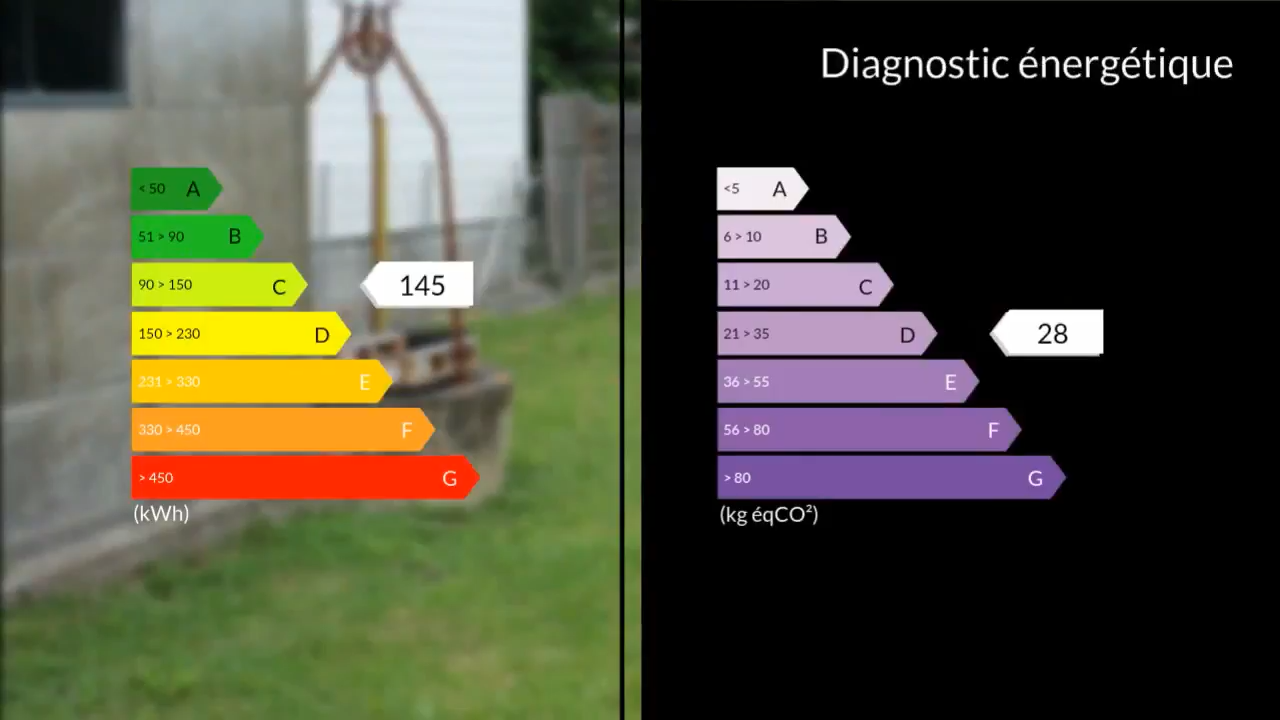 Diagnostic énergétique
< 50 A
51 > 90 B
90 > 150 C
145
150 > 230 D
231 > 330 E
330 > 450 F
> 450 G
(kWh)
<5 A
6 > 10 B
11 > 20 C
21 > 35 D
28
36 > 55 E
56 > 80 F
> 80 G
(kg éqCO²)